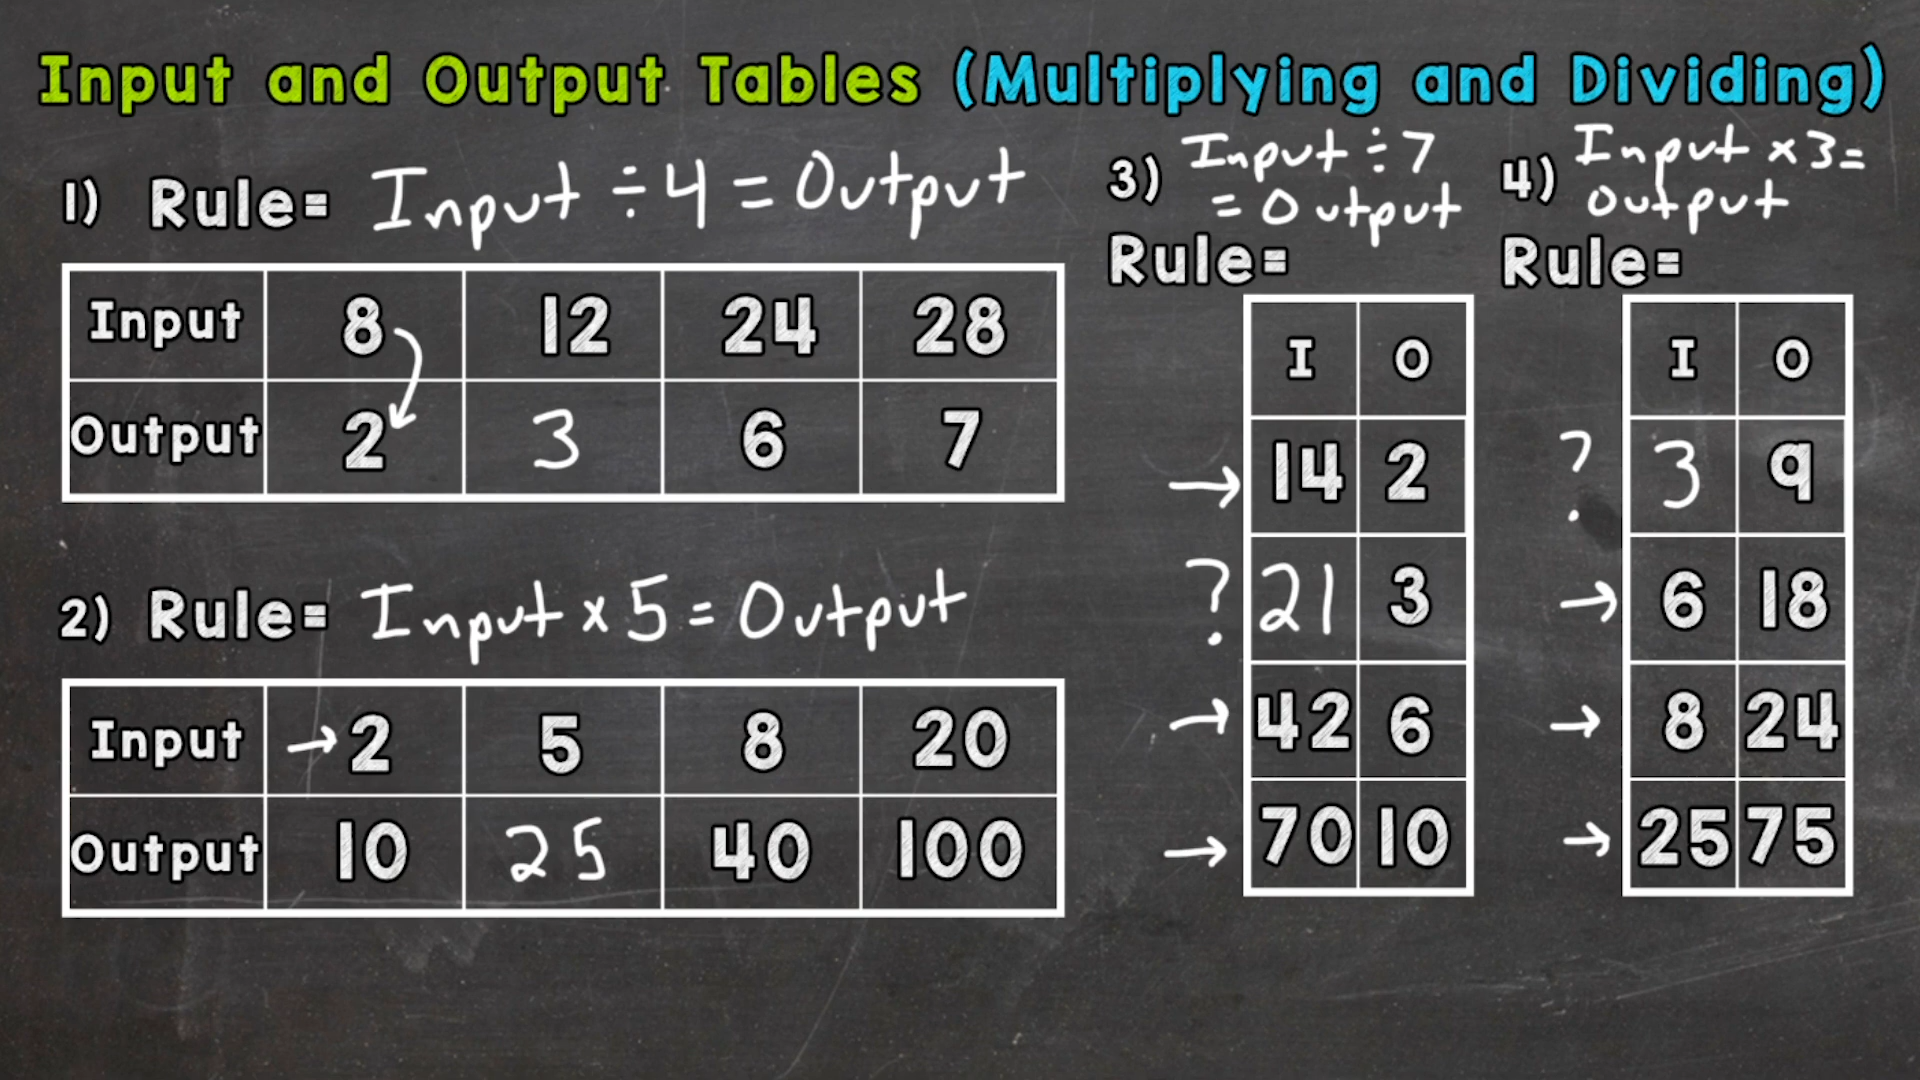 Input and Output Tables (Multiplying and Dividing)
1) Rule= Input ÷ 4 = Output
Input 8 12 24 28
Output 2 3 6 7
2) Rule= Input x 5 = Output
Input → 2 5 8 20
Output 10 25 40 100
3) Input ÷ 7
= Output
Rule=
I O
→ 14 2
? 21 3
→ 42 6
→ 70 10
4) Input x 3 =
Output
Rule=
I O
? 3 9
→ 6 18
→ 8 24
→ 25 75